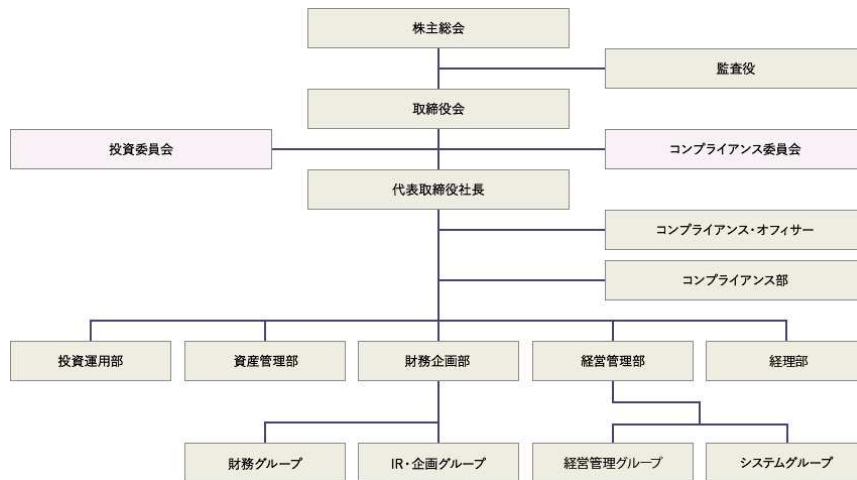 株主総会
監査役
取締役会
投資委員会
コンプライアンス委員会
代表取締役社長
コンプライアンス・オフィサー
コンプライアンス部
投資運用部
資産管理部
財務企画部
経営管理部
経理部
財務グループ
IR・企画グループ
経営管理グループ
システムグループ